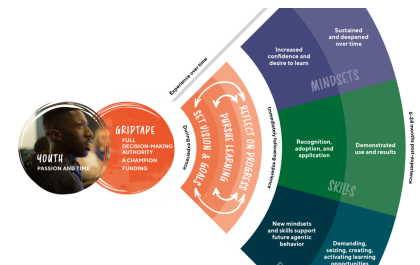 Experience over time
YOUTH
PASSION AND TIME
GRIPTAPE
FULL
DECISION-MAKING
AUTHORITY
A CHAMPION
FUNDING
During experience
SET VISION & GOALS
PURSUE LEARNING
REFLECT ON PROGRESS
Immediately following experience
Increased
confidence and
desire to learn
Sustained
and deepened
over time
MINDSETS
Recognition,
adoption, and
application
Demonstrated
use and results
SKILLS
New mindsets
and skills support
future agentic
behavior
Demanding,
seizing, creating,
activating learning
opportunities
6-24 months post-experience